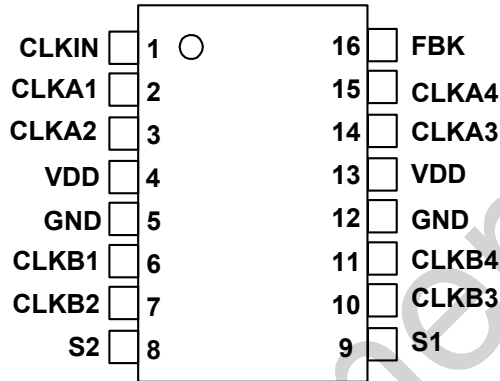 CLKIN 1 16 FBK
CLKA1 2 15 CLKA4
CLKA2 3 14 CLKA3
VDD 4 13 VDD
GND 5 12 GND
CLKB1 6 11 CLKB4
CLKB2 7 10 CLKB3
S2 8 9 S1